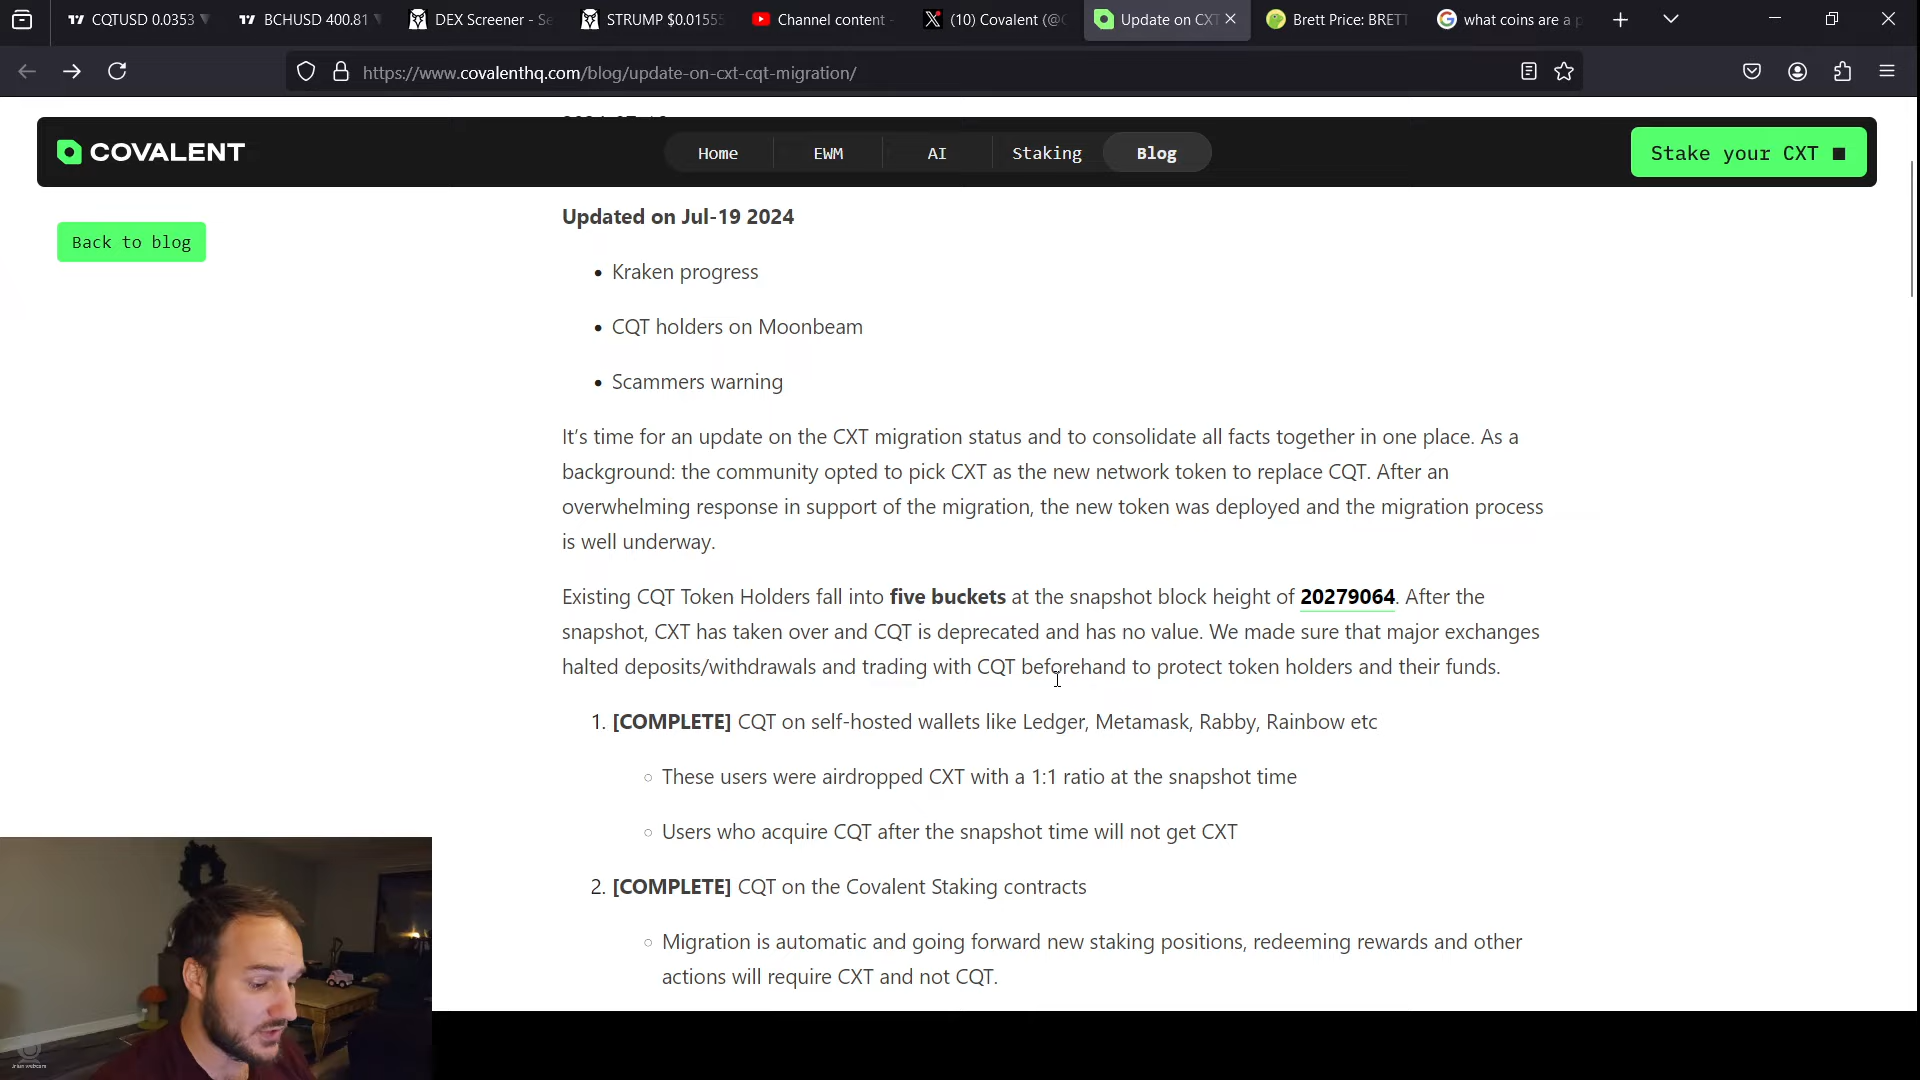 CQTUSD 0.0353
BCHUSD 400.81
DEX Screener - Se
STRUMP $0.01555
Channel content -
(10) Covalent (@C
Update on CXT
Brett Price: BRETT
what coins are a p
https://www.covalenthq.com/blog/update-on-cxt-cqt-migration/
COVALENT
Home
EWM
AI
Staking
Blog
Stake your CXT
Back to blog
Updated on Jul-19 2024
• Kraken progress
• CQT holders on Moonbeam
• Scammers warning
It’s time for an update on the CXT migration status and to consolidate all facts together in one place. As a
background: the community opted to pick CXT as the new network token to replace CQT. After an
overwhelming response in support of the migration, the new token was deployed and the migration process
is well underway.
Existing CQT Token Holders fall into five buckets at the snapshot block height of 20279064. After the
snapshot, CXT has taken over and CQT is deprecated and has no value. We made sure that major exchanges
halted deposits/withdrawals and trading with CQT beforehand to protect token holders and their funds.
1. [COMPLETE] CQT on self-hosted wallets like Ledger, Metamask, Rabby, Rainbow etc
○ These users were airdropped CXT with a 1:1 ratio at the snapshot time
○ Users who acquire CQT after the snapshot time will not get CXT
2. [COMPLETE] CQT on the Covalent Staking contracts
○ Migration is automatic and going forward new staking positions, redeeming rewards and other
actions will require CXT and not CQT.